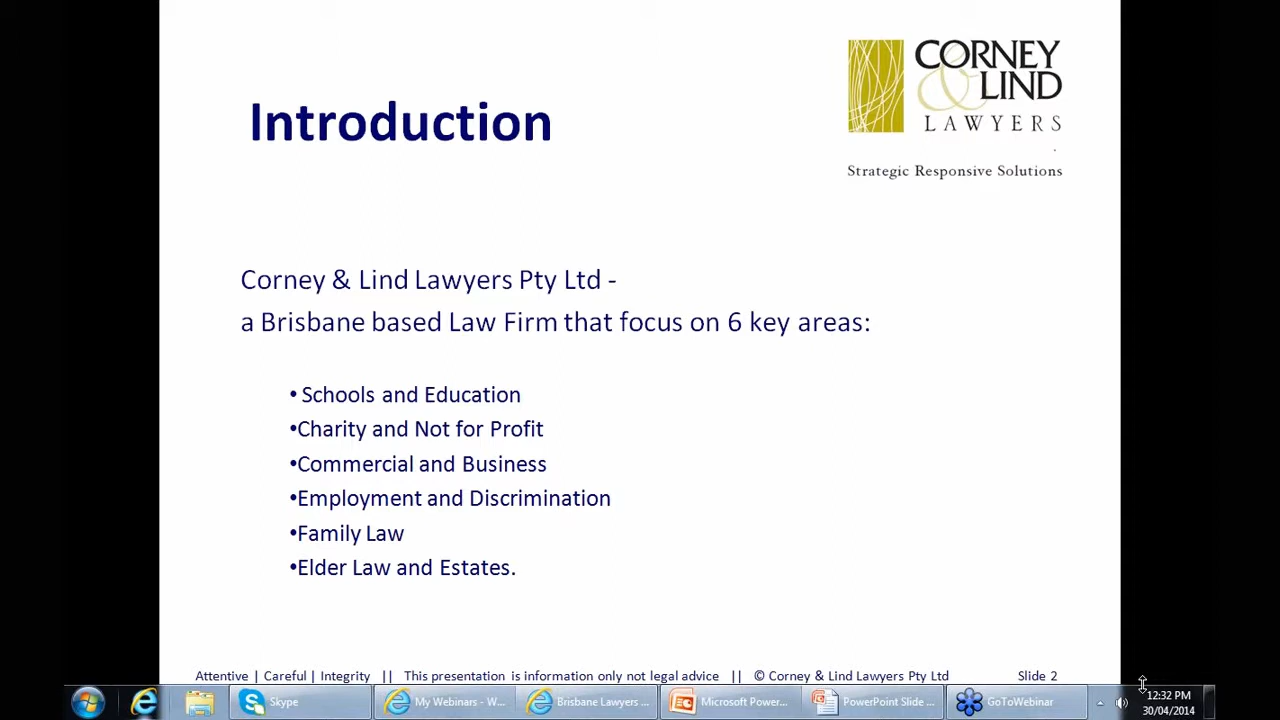 Introduction
CORNEY
& LIND
LAWYERS
Strategic Responsive Solutions
Corney & Lind Lawyers Pty Ltd -
a Brisbane based Law Firm that focus on 6 key areas:
• Schools and Education
•Charity and Not for Profit
•Commercial and Business
•Employment and Discrimination
•Family Law
•Elder Law and Estates.
Attentive | Careful | Integrity || This presentation is information only not legal advice || © Corney & Lind Lawyers Pty Ltd Slide 2
Skype My Webinars - W... Brisbane Lawyers ... Microsoft Power... PowerPoint Slide ... GoToWebinar 12:32 PM
30/04/2014